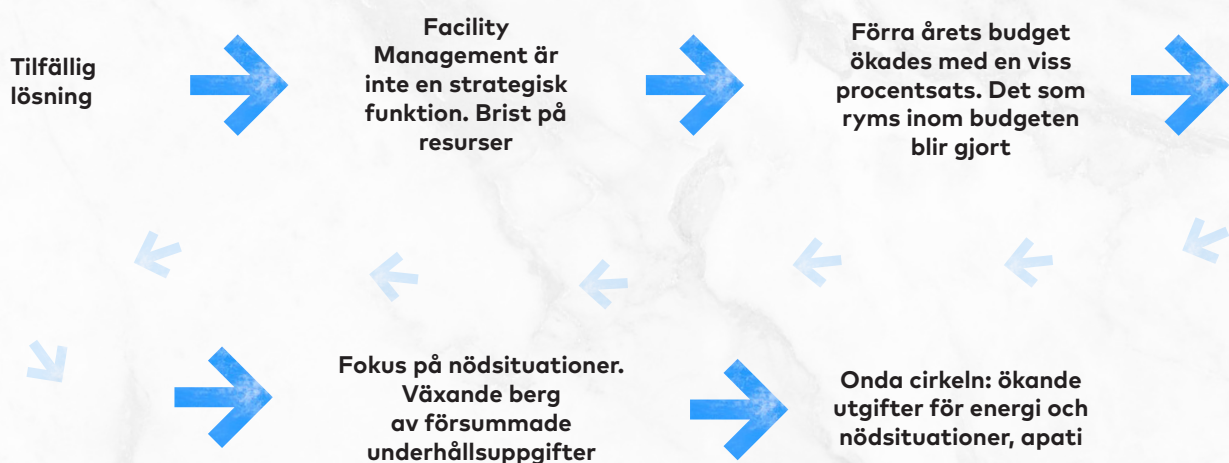 Tilfällig
lösning
Facility
Management är
inte en strategisk
funktion. Brist på
resurser
Förra årets budget
ökades med en viss
procentsats. Det som
ryms inom budgeten
blir gjort
Fokus på nödsituationer.
Växande berg
av försummade
underhållsuppgifter
Onda cirkeln: ökande
utgifter för energi och
nödsituationer, apati